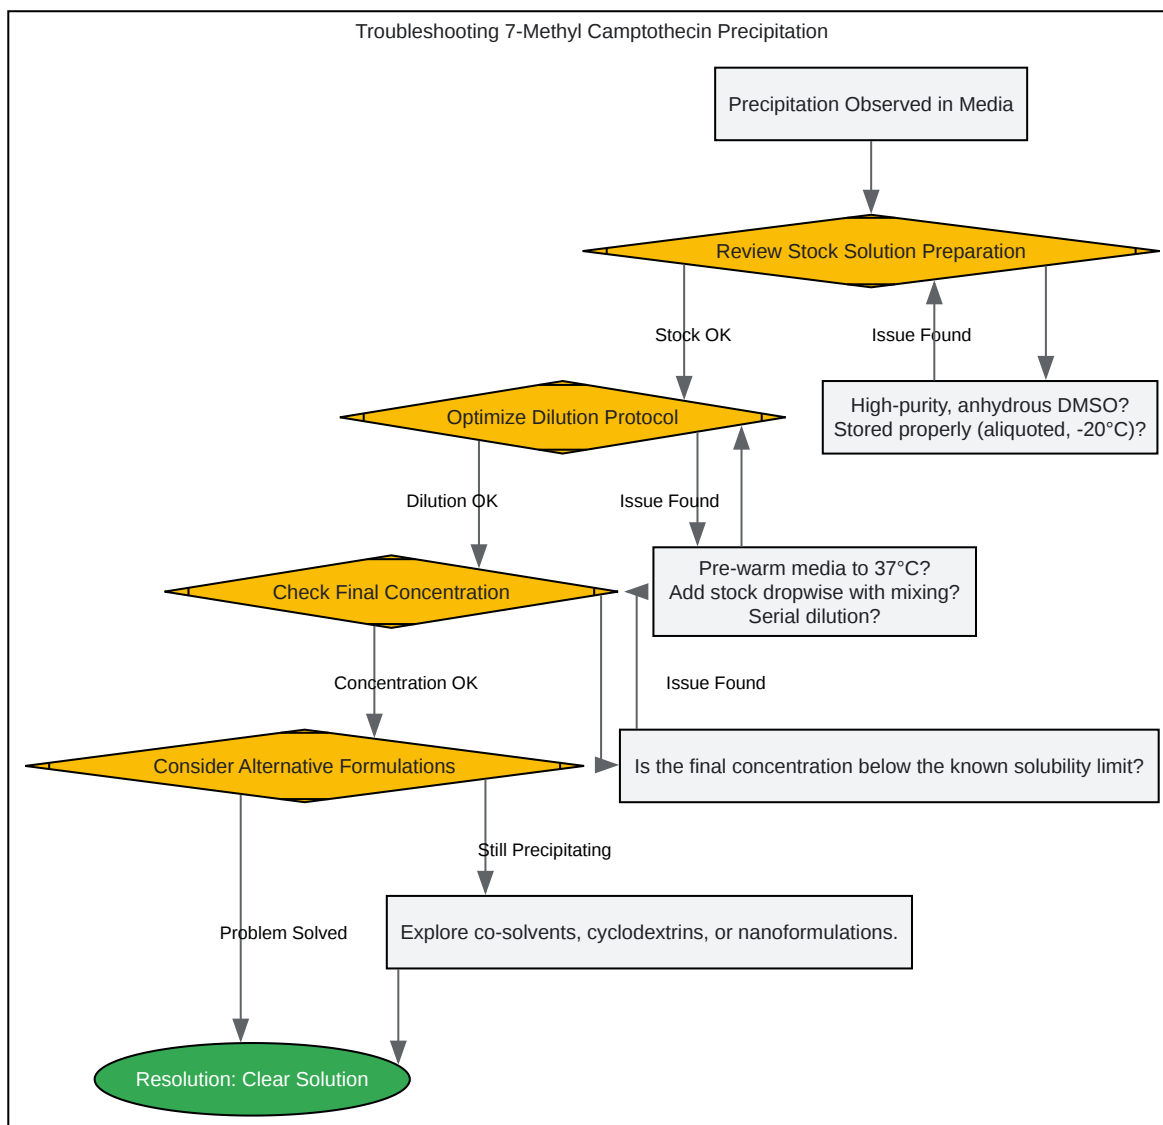 Troubleshooting 7-Methyl Camptothecin Precipitation
Precipitation Observed in Media
Review Stock Solution Preparation
Stock OK
Issue Found
High-purity, anhydrous DMSO?
Stored properly (aliquoted, -20°C)?
Optimize Dilution Protocol
Dilution OK
Issue Found
Pre-warm media to 37°C?
Add stock dropwise with mixing?
Serial dilution?
Check Final Concentration
Concentration OK
Issue Found
Is the final concentration below the known solubility limit?
Consider Alternative Formulations
Still Precipitating
Problem Solved
Explore co-solvents, cyclodextrins, or nanoformulations.
Resolution: Clear Solution